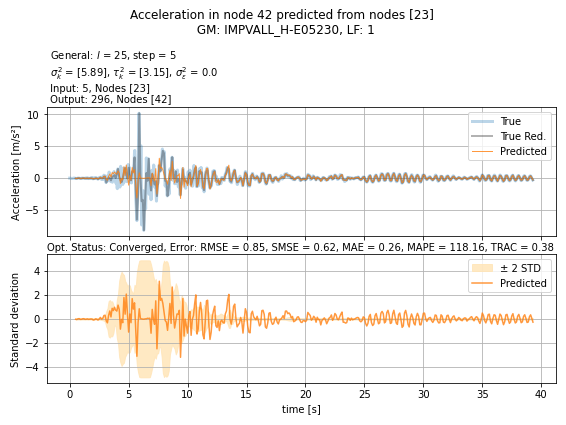 Acceleration in node 42 predicted from nodes [23]
GM: IMPVALL_H-E05230, LF: 1
General: l = 25, step = 5
σ²ₖ = [5.89], τ²ₖ = [3.15], σ²ε = 0.0
Input: 5, Nodes [23]
Output: 296, Nodes [42]
10
5
0
−5
Acceleration [m/s²]
True
True Red.
Predicted
Opt. Status: Converged, Error: RMSE = 0.85, SMSE = 0.62, MAE = 0.26, MAPE = 118.16, TRAC = 0.38
4
2
0
−2
−4
Standard deviation
± 2 STD
Predicted
0 5 10 15 20 25 30 35 40
time [s]